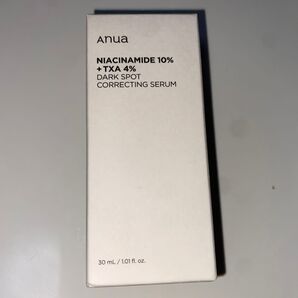 Anua
NIACINAMIDE 10%
+ TXA 4%
DARK SPOT
CORRECTING SERUM
30 mL / 1.01 fl. oz.